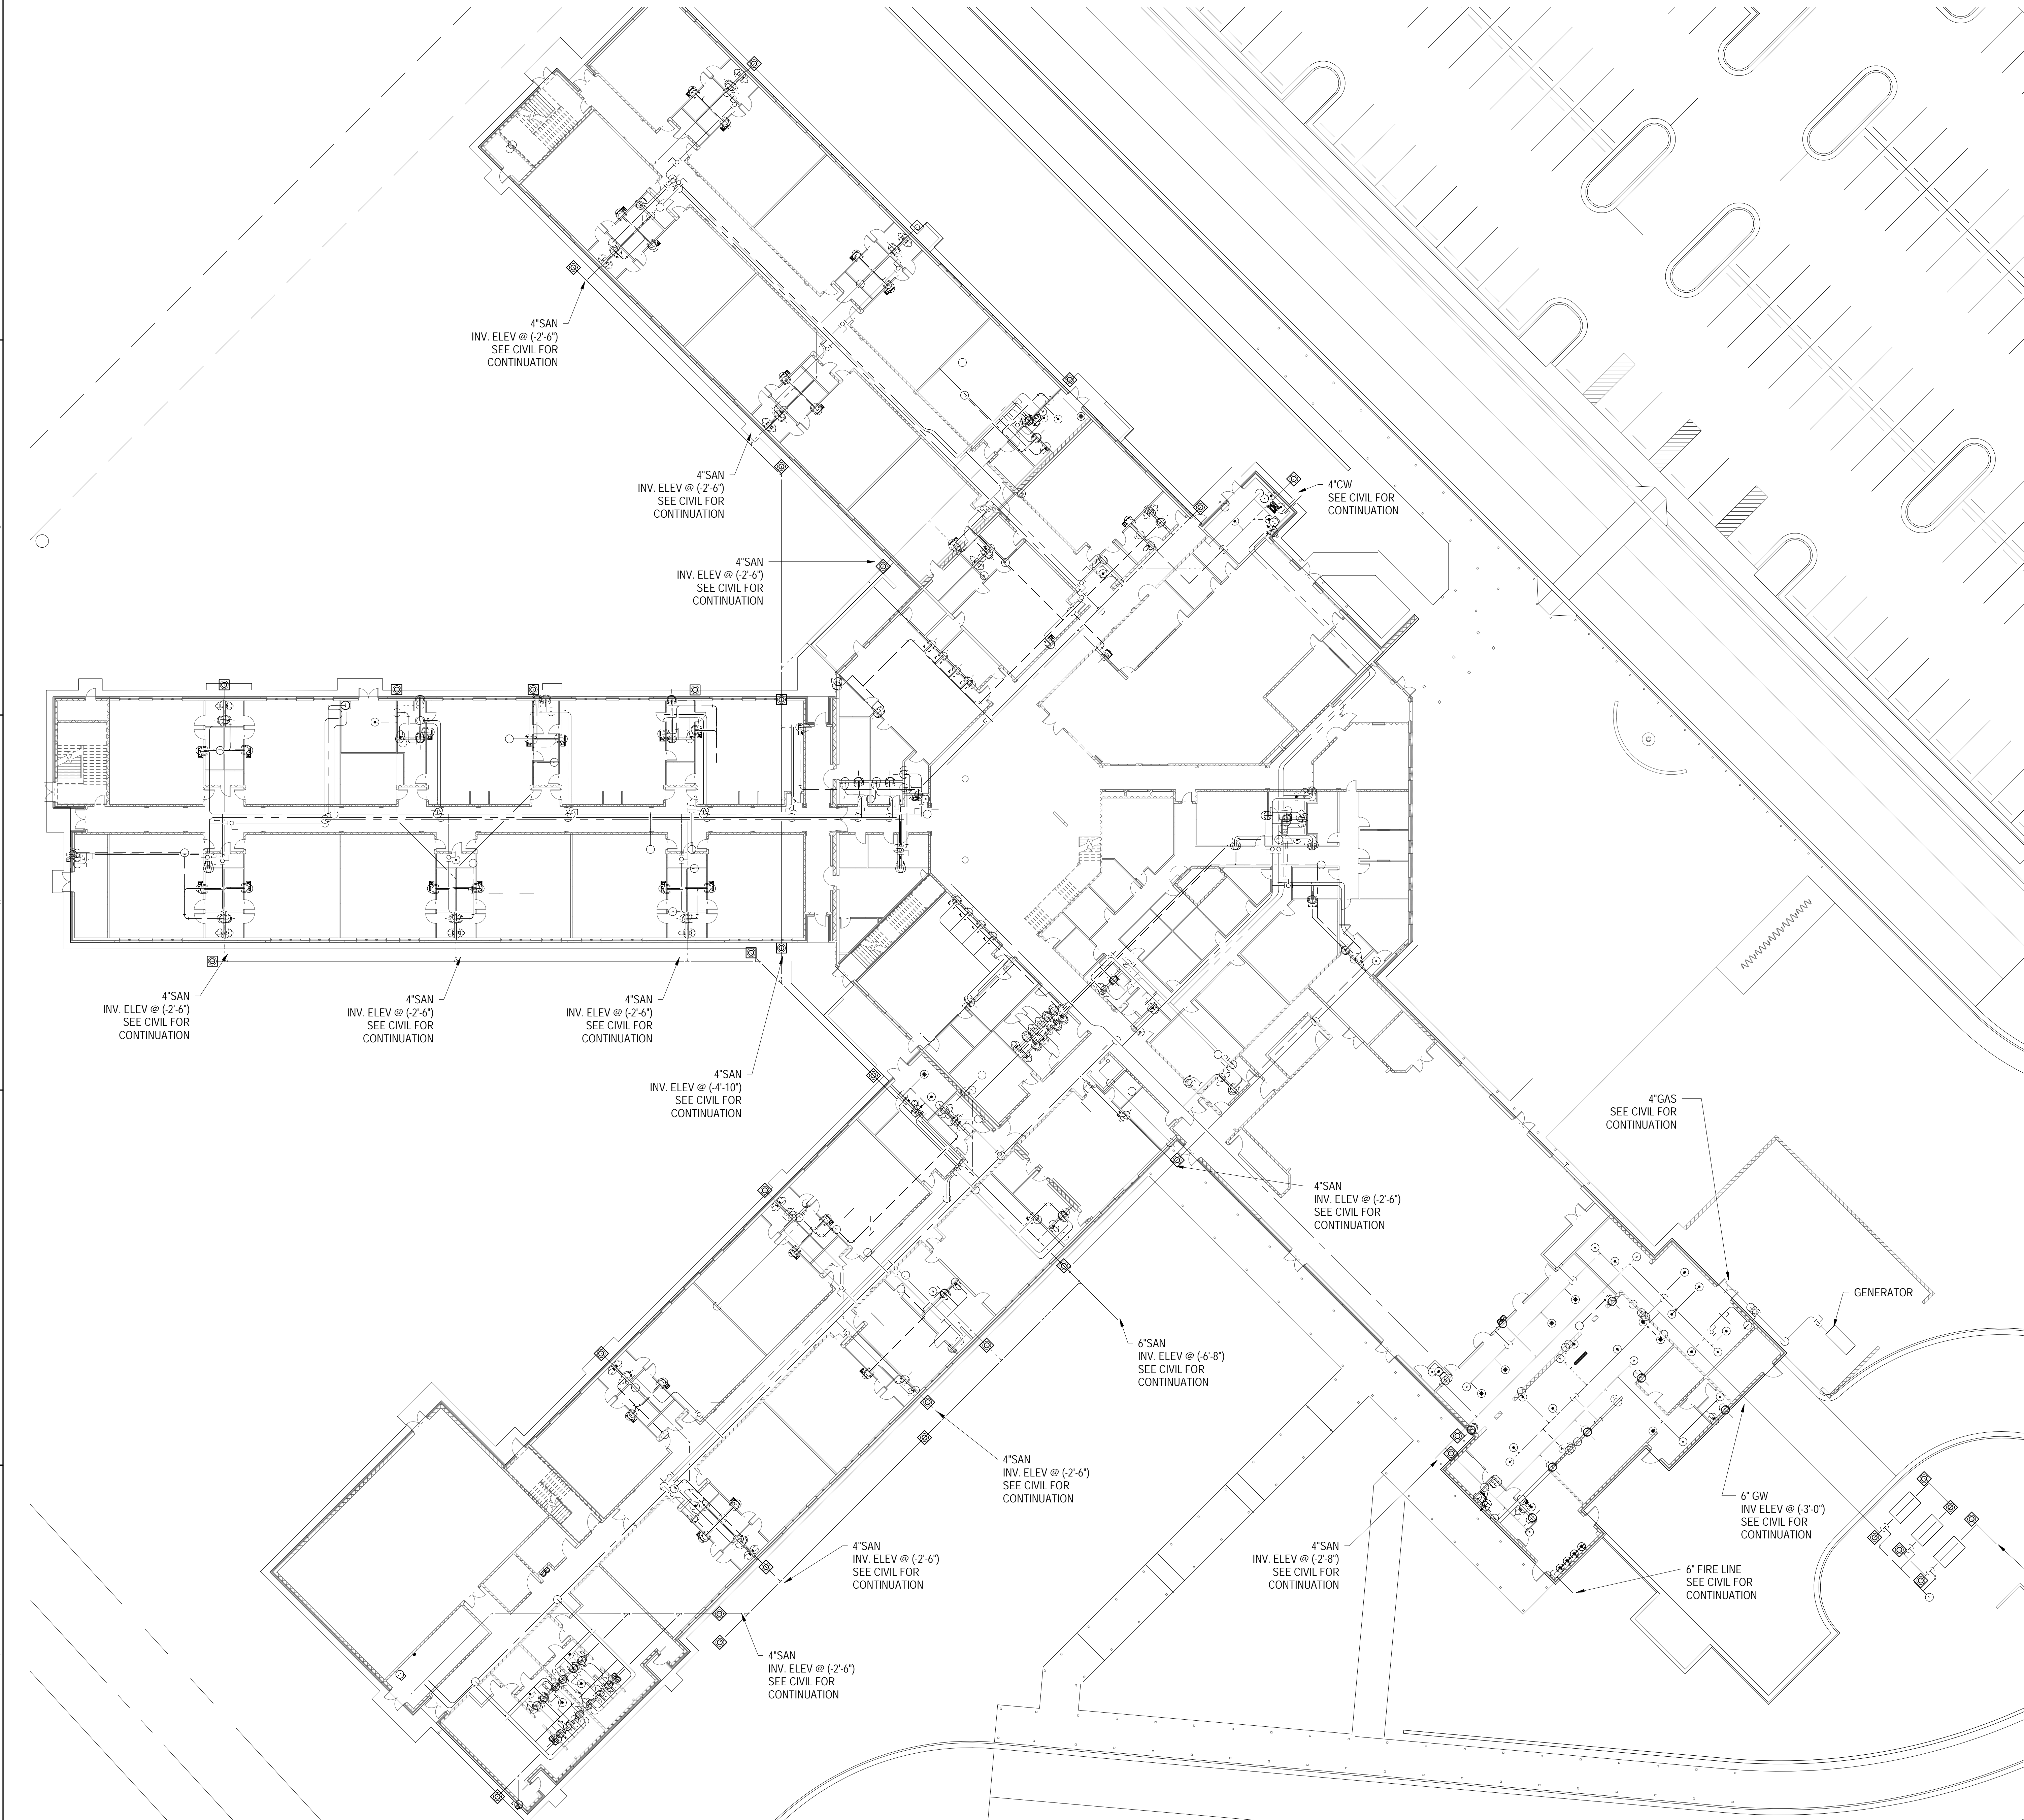 4"SAN
INV. ELEV @ (-2'-6")
SEE CIVIL FOR
CONTINUATION
4"SAN
INV. ELEV @ (-2'-6")
SEE CIVIL FOR
CONTINUATION
4"CW
SEE CIVIL FOR
CONTINUATION
4"SAN
INV. ELEV @ (-2'-6")
SEE CIVIL FOR
CONTINUATION
4"SAN
INV. ELEV @ (-2'-6")
SEE CIVIL FOR
CONTINUATION
4"SAN
INV. ELEV @ (-2'-6")
SEE CIVIL FOR
CONTINUATION
4"SAN
INV. ELEV @ (-2'-6")
SEE CIVIL FOR
CONTINUATION
4"SAN
INV. ELEV @ (-4'-10")
SEE CIVIL FOR
CONTINUATION
4"GAS
SEE CIVIL FOR
CONTINUATION
4"SAN
INV. ELEV @ (-2'-6")
SEE CIVIL FOR
CONTINUATION
GENERATOR
6"SAN
INV. ELEV @ (-6'-8")
SEE CIVIL FOR
CONTINUATION
4"SAN
INV. ELEV @ (-2'-6")
SEE CIVIL FOR
CONTINUATION
6" GW
INV ELEV @ (-3'-0")
SEE CIVIL FOR
CONTINUATION
4"SAN
INV. ELEV @ (-2'-6")
SEE CIVIL FOR
CONTINUATION
4"SAN
INV. ELEV @ (-2'-8")
SEE CIVIL FOR
CONTINUATION
6" FIRE LINE
SEE CIVIL FOR
CONTINUATION
4"SAN
INV. ELEV @ (-2'-6")
SEE CIVIL FOR
CONTINUATION